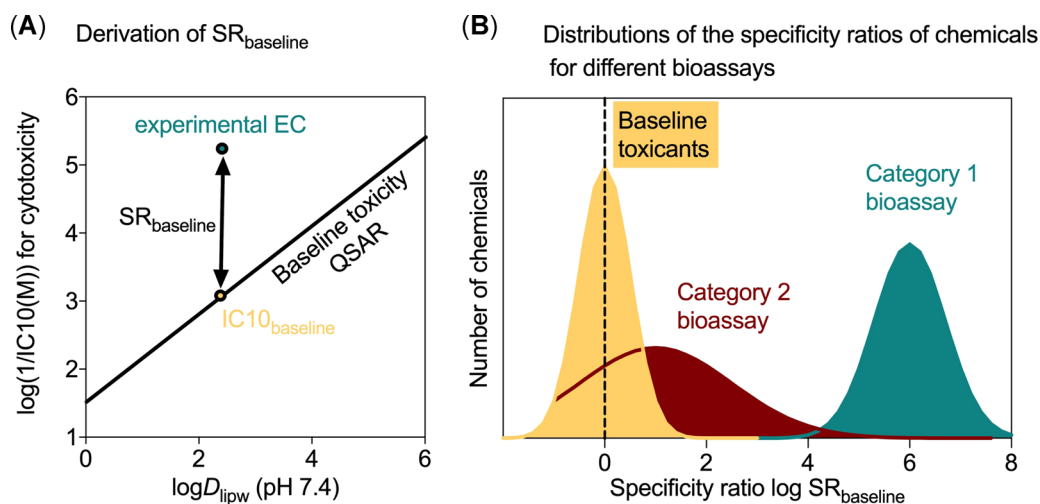 (A) Derivation of SRbaseline
log(1/IC10(M)) for cytotoxicity
6
5
4
3
2
1
experimental EC
SRbaseline
Baseline toxicity
QSAR
IC10baseline
0
2
4
6
logDlipw (pH 7.4)
(B) Distributions of the specificity ratios of chemicals
for different bioassays
Number of chemicals
Baseline
toxicants
Category 1
bioassay
Category 2
bioassay
0
2
4
6
8
Specificity ratio log SRbaseline